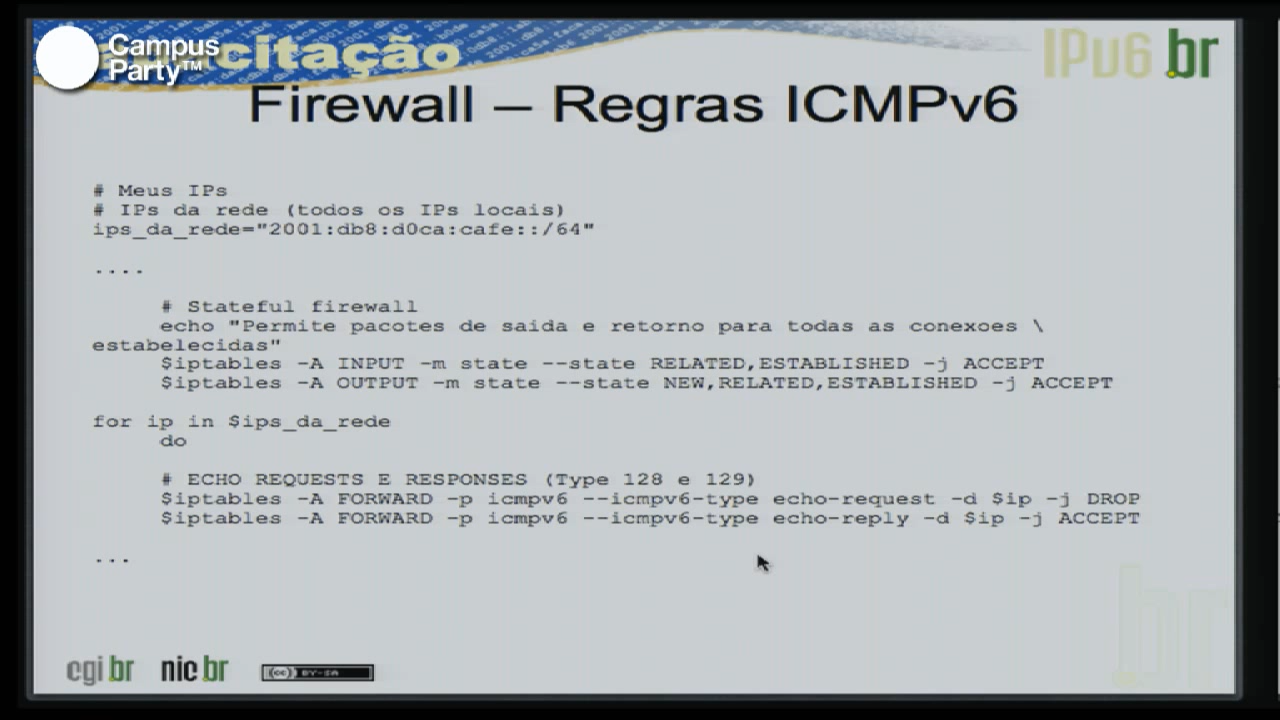 Campus
Party™
citação
IPv6.br
Firewall – Regras ICMPv6
# Meus IPs
# IPs da rede (todos os IPs locais)
ips_da_rede="2001:db8:d0ca:cafe::/64"
....
# Stateful firewall
echo "Permite pacotes de saida e retorno para todas as conexoes \
estabelecidas"
$iptables -A INPUT -m state --state RELATED,ESTABLISHED -j ACCEPT
$iptables -A OUTPUT -m state --state NEW,RELATED,ESTABLISHED -j ACCEPT
for ip in $ips_da_rede
do
# ECHO REQUESTS E RESPONSES (Type 128 e 129)
$iptables -A FORWARD -p icmpv6 --icmpv6-type echo-request -d $ip -j DROP
$iptables -A FORWARD -p icmpv6 --icmpv6-type echo-reply -d $ip -j ACCEPT
...
.br
cgi.br nic.br (cc) BY-SA